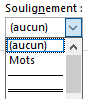 Soulignement :
(aucun)
(aucun)
Mots